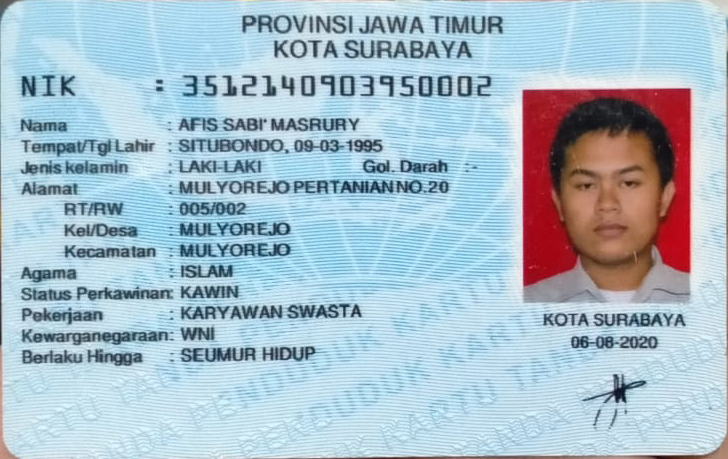 PROVINSI JAWA TIMUR
KOTA SURABAYA
NIK : 3512140903950002
Nama : AFIS SABI' MASRURY
Tempat/Tgl Lahir : SITUBONDO, 09-03-1995
Jenis kelamin : LAKI-LAKI Gol. Darah :-
Alamat : MULYOREJO PERTANIAN NO.20
RT/RW : 005/002
Kel/Desa : MULYOREJO
Kecamatan : MULYOREJO
Agama : ISLAM
Status Perkawinan: KAWIN
Pekerjaan : KARYAWAN SWASTA
Kewarganegaraan: WNI
Berlaku Hingga : SEUMUR HIDUP
KOTA SURABAYA
06-08-2020